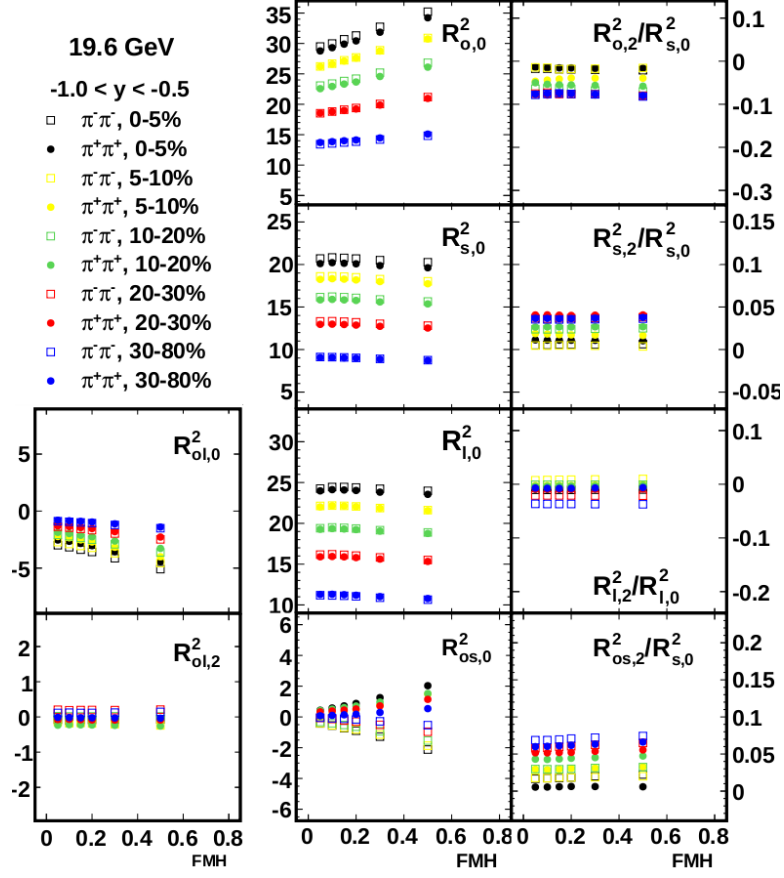 19.6 GeV
-1.0 < y < -0.5
π⁻π⁻, 0-5%
π⁺π⁺, 0-5%
π⁻π⁻, 5-10%
π⁺π⁺, 5-10%
π⁻π⁻, 10-20%
π⁺π⁺, 10-20%
π⁻π⁻, 20-30%
π⁺π⁺, 20-30%
π⁻π⁻, 30-80%
π⁺π⁺, 30-80%
R²ol,0
5
0
-5
R²ol,2
2
1
0
-1
-2
0 0.2 0.4 0.6 0.8
FMH
R²o,0
35
30
25
20
15
10
5
R²s,0
25
20
15
10
5
R²l,0
30
25
20
15
10
R²os,0
6
4
2
0
-2
-4
-6
0 0.2 0.4 0.6 0.8
FMH
R²o,2/R²s,0
0.1
0
-0.1
-0.2
-0.3
R²s,2/R²s,0
0.15
0.1
0.05
0
-0.05
R²l,2/R²l,0
0.1
0
-0.1
-0.2
R²os,2/R²s,0
0.2
0.15
0.1
0.05
0
0 0.2 0.4 0.6 0.8
FMH